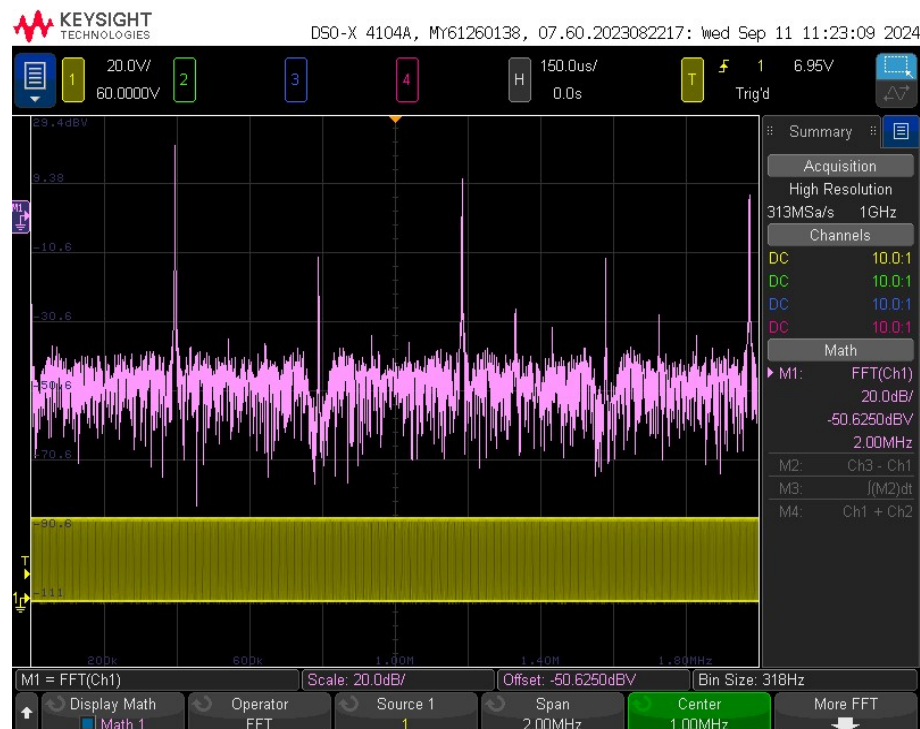 KEYSIGHT
TECHNOLOGIES
DSO-X 4104A, MY61260138, 07.60.2023082217: Wed Sep 11 11:23:09 2024
1 20.0V/ 60.0000V 2 3 4 H 150.0us/ 0.0s T 1 6.95V Trig'd
29.4dBV
9.38
M1
-10.6
-30.6
-50.6
-70.6
-90.6
T
1
-111
200k 600k 1.00M 1.40M 1.80MHz
Summary
Acquisition
High Resolution
313MSa/s 1GHz
Channels
DC 10.0:1
DC 10.0:1
DC 10.0:1
DC 10.0:1
Math
M1: FFT(Ch1)
20.0dB/
-50.6250dBV
2.00MHz
M2: Ch3 - Ch1
M3: ∫(M2)dt
M4: Ch1 + Ch2
M1 = FFT(Ch1) Scale: 20.0dB/ Offset: -50.6250dBV Bin Size: 318Hz
Display Math Operator Source 1 Span Center More FFT
Math 1 FFT 1 2.00MHz 1.00MHz